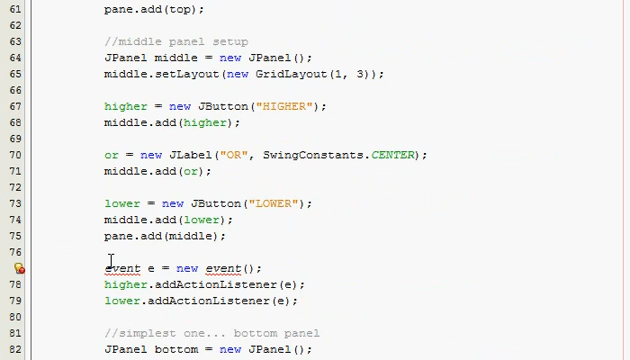 61 pane.add(top);
62
63 //middle panel setup
64 JPanel middle = new JPanel();
65 middle.setLayout(new GridLayout(1, 3));
66
67 higher = new JButton("HIGHER");
68 middle.add(higher);
69
70 or = new JLabel("OR", SwingConstants.CENTER);
71 middle.add(or);
72
73 lower = new JButton("LOWER");
74 middle.add(lower);
75 pane.add(middle);
76
event e = new event();
78 higher.addActionListener(e);
79 lower.addActionListener(e);
80
81 //simplest one... bottom panel
82 JPanel bottom = new JPanel();